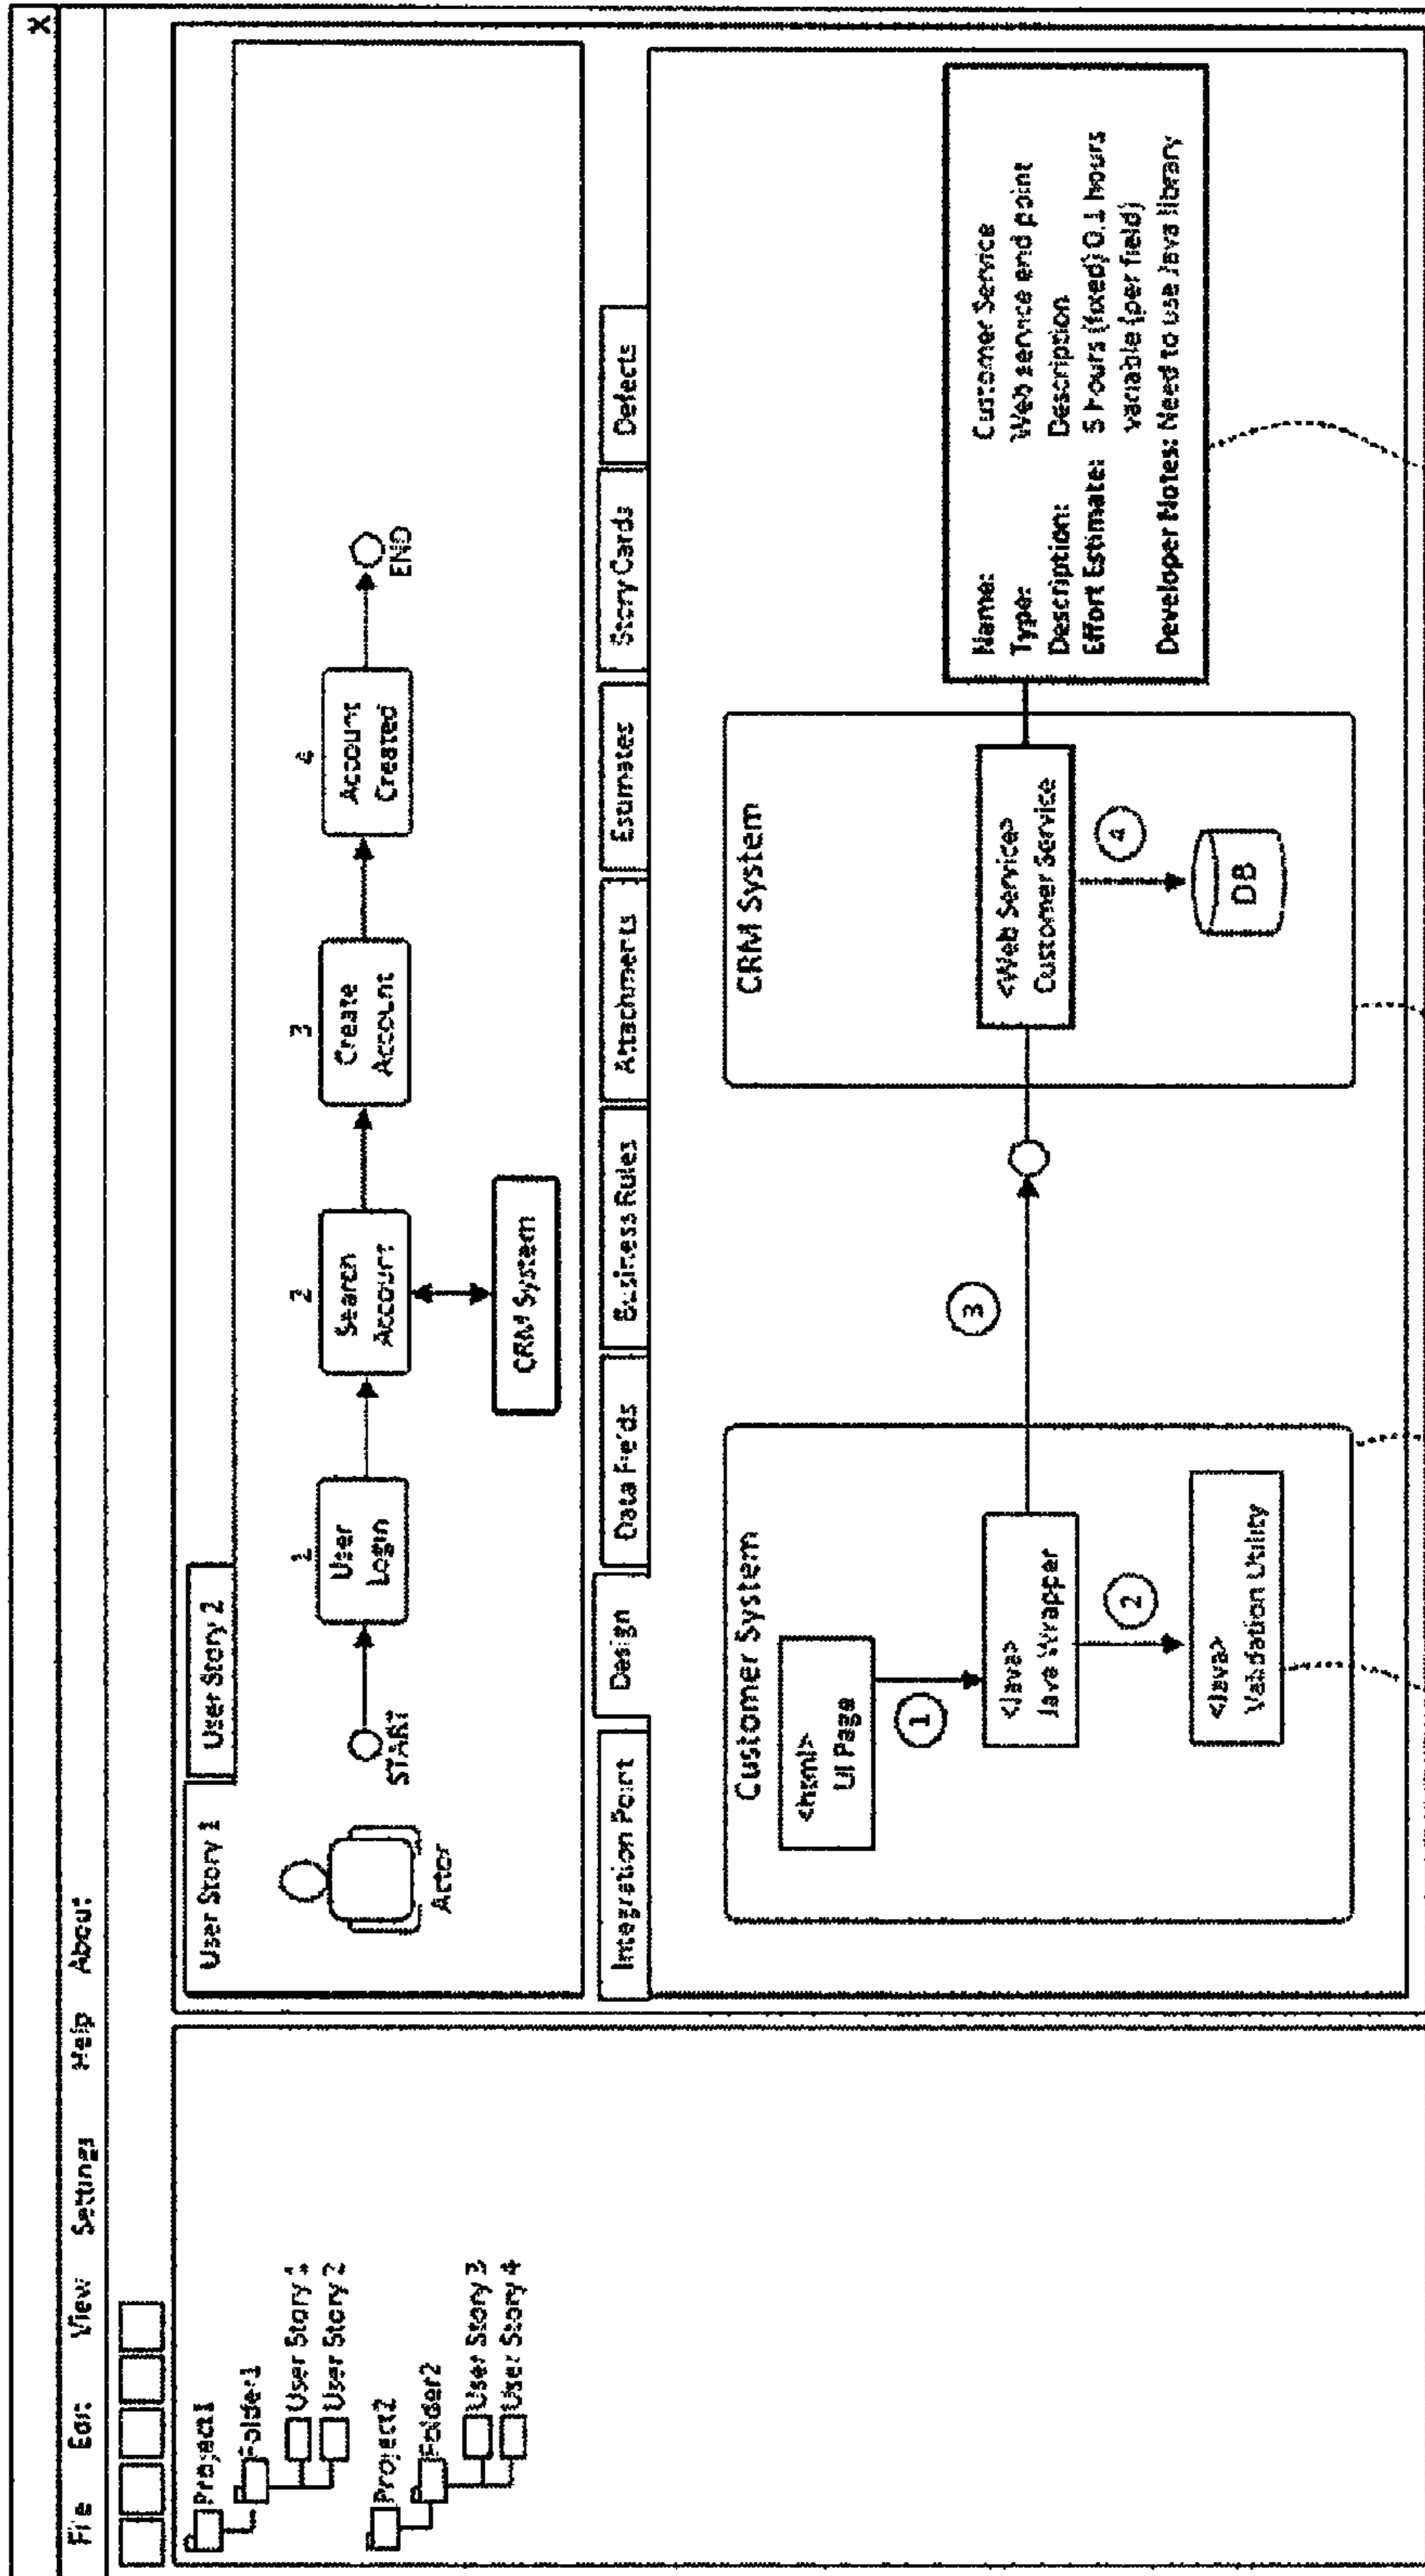 X
File Edit View Settings Help About
Project1
Folder1
User Story 1
User Story 2
Project2
Folder2
User Story 3
User Story 4
User Story 1
User Story 2
Actor
START
1
User
Login
2
Search
Account
CRM System
3
Create
Account
4
Account
Created
END
Integration Point
Design
Data Fields
Business Rules
Attachments
Estimates
Story Cards
Defects
Customer System
<html>
UI Page
1
<Java>
Java Wrapper
2
<Java>
Validation Utility
3
CRM System
<Web Service>
Customer Service
4
DB
Name: Customer Service
Type: Web service end point
Description: Description
Effort Estimate: 5 hours (fixed) 0.1 hours
variable (per field)
Developer Notes: Need to use Java library